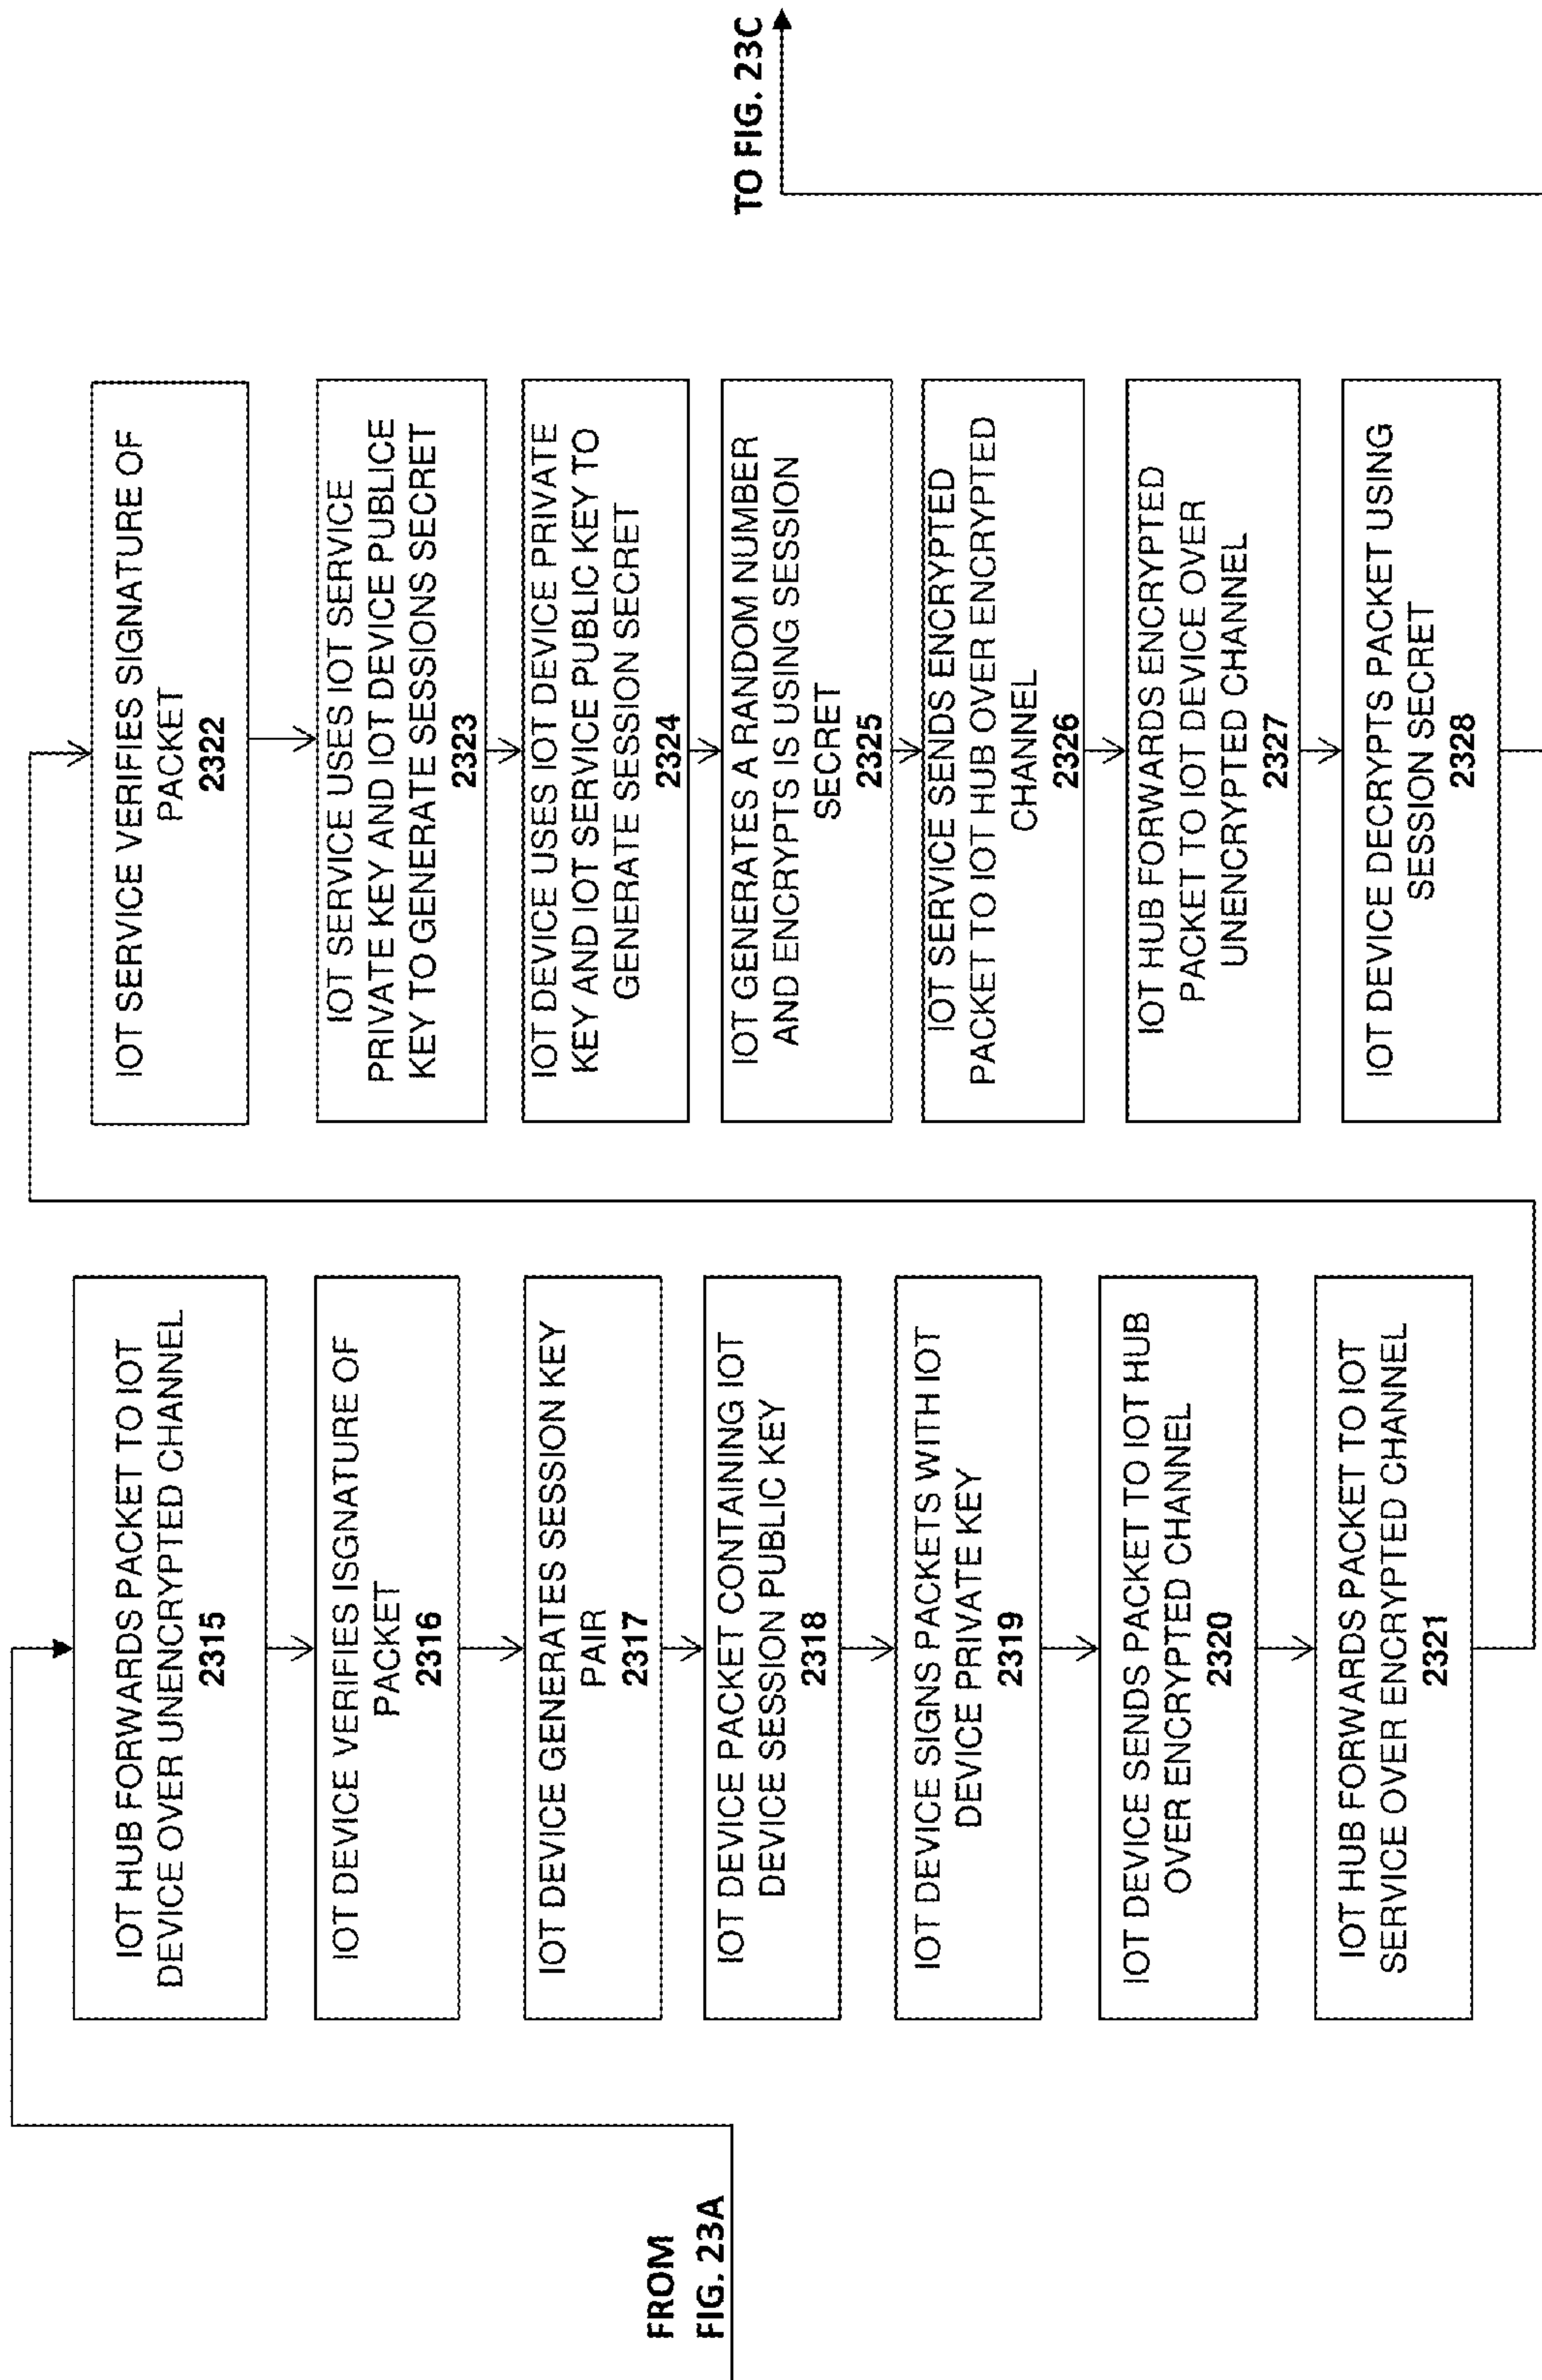 FROM
FIG. 23A
IOT HUB FORWARDS PACKET TO IOT
DEVICE OVER UNENCRYPTED CHANNEL
2315
IOT DEVICE VERIFIES ISGNATURE OF
PACKET
2316
IOT DEVICE GENERATES SESSION KEY
PAIR
2317
IOT DEVICE PACKET CONTAINING IOT
DEVICE SESSION PUBLIC KEY
2318
IOT DEVICE SIGNS PACKETS WITH IOT
DEVICE PRIVATE KEY
2319
IOT DEVICE SENDS PACKET TO IOT HUB
OVER ENCRYPTED CHANNEL
2320
IOT HUB FORWARDS PACKET TO IOT
SERVICE OVER ENCRYPTED CHANNEL
2321
IOT SERVICE VERIFIES SIGNATURE OF
PACKET
2322
IOT SERVICE USES IOT SERVICE
PRIVATE KEY AND IOT DEVICE PUBLICE
KEY TO GENERATE SESSIONS SECRET
2323
IOT DEVICE USES IOT DEVICE PRIVATE
KEY AND IOT SERVICE PUBLIC KEY TO
GENERATE SESSION SECRET
2324
IOT GENERATES A RANDOM NUMBER
AND ENCRYPTS IS USING SESSION
SECRET
2325
IOT SERVICE SENDS ENCRYPTED
PACKET TO IOT HUB OVER ENCRYPTED
CHANNEL
2326
IOT HUB FORWARDS ENCRYPTED
PACKET TO IOT DEVICE OVER
UNENCRYPTED CHANNEL
2327
IOT DEVICE DECRYPTS PACKET USING
SESSION SECRET
2328
TO FIG. 23C